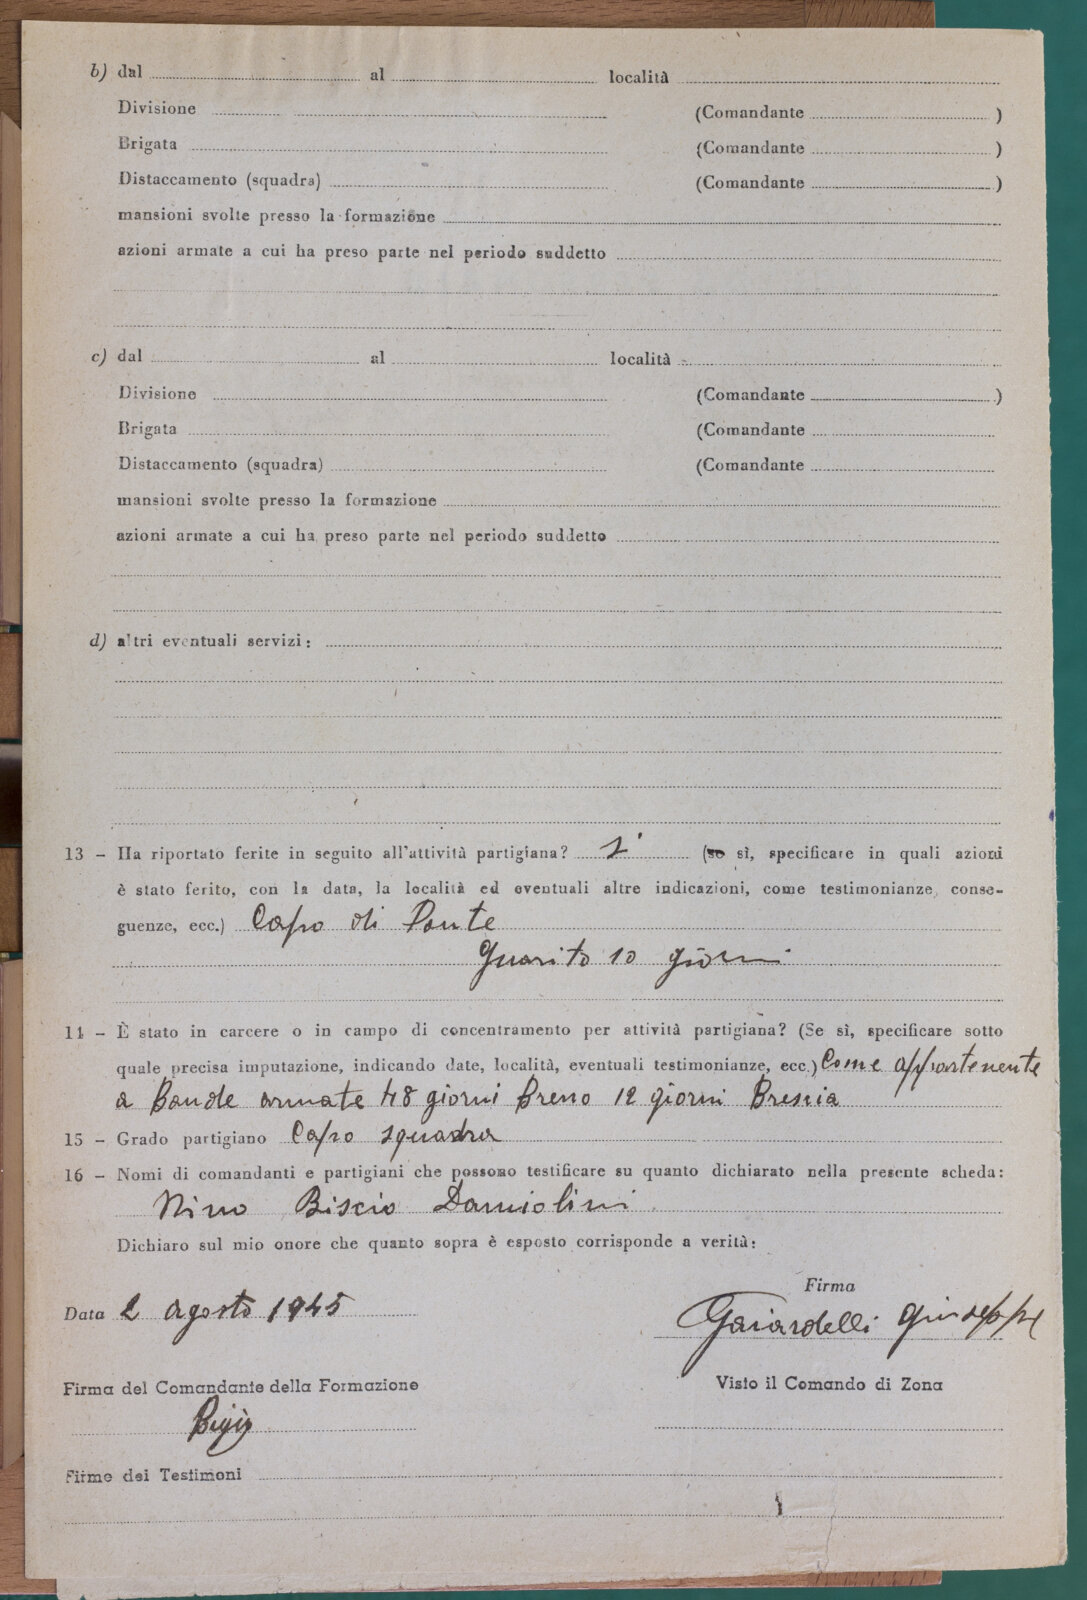 b) dal al località
Divisione (Comandante )
Brigata (Comandante )
Distaccamento (squadra) (Comandante )
mansioni svolte presso la formazione
azioni armate a cui ha preso parte nel periodo suddetto
c) dal al località
Divisione (Comandante )
Brigata (Comandante
Distaccamento (squadra) (Comandante
mansioni svolte presso la formazione
azioni armate a cui ha preso parte nel periodo suddetto
d) altri eventuali servizi :
13 – Ha riportato ferite in seguito all'attività partigiana? sì (se sì, specificare in quali azioni
è stato ferito, con la data, la località ed eventuali altre indicazioni, come testimonianze, conse-
guenze, ecc.) Capo di Ponte
Guarito 10 giorni
14 – È stato in carcere o in campo di concentramento per attività partigiana? (Se sì, specificare sotto
quale precisa imputazione, indicando date, località, eventuali testimonianze, ecc.) Come appartenente
a Bande armate 48 giorni Breno 12 giorni Brescia
15 – Grado partigiano Capo squadra
16 – Nomi di comandanti e partigiani che possono testificare su quanto dichiarato nella presente scheda:
Nino Biscio Damiolini
Dichiaro sul mio onore che quanto sopra è esposto corrisponde a verità:
Firma
Data 2 agosto 1945
Gaiardelli Giuseppe
Firma del Comandante della Formazione Visto il Comando di Zona
Firme dei Testimoni